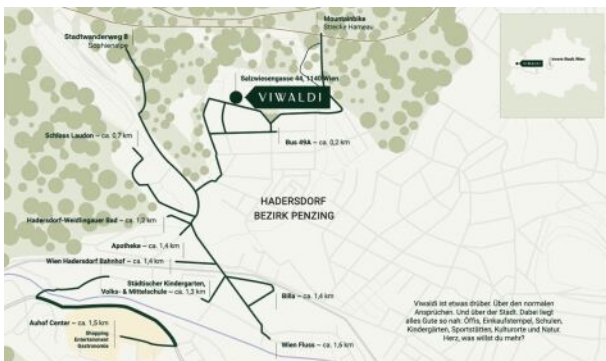 Stadtwanderweg 8
Sophienalpe
Mountainbike
Strecke Hameau
Salzwiesengasse 44, 1140 Wien
VIWALDI
Innere Stadt, Wien
VIWALDI
Schloss Laudon – ca. 0,7 km
Bus 49A – ca. 0,2 km
HADERSDORF
BEZIRK PENZING
Hadersdorf-Weidlingauer Bad – ca. 1,2 km
Apotheke – ca. 1,4 km
Wien Hadersdorf Bahnhof – ca. 1,4 km
Städtischer Kindergarten,
Volks- & Mittelschule – ca. 1,3 km
Billa – ca. 1,4 km
Auhof Center – ca. 1,5 km
Shopping
Entertainment
Gastronomie
Wien Fluss – ca. 1,6 km
Viwaldi ist etwas drüber. Über den normalen
Ansprüchen. Und über der Stadt. Dabei liegt
alles Gute so nah: Öffis, Einkaufstempel, Schulen,
Kindergärten, Sportstätten, Kulturorte und Natur.
Herz, was willst du mehr?